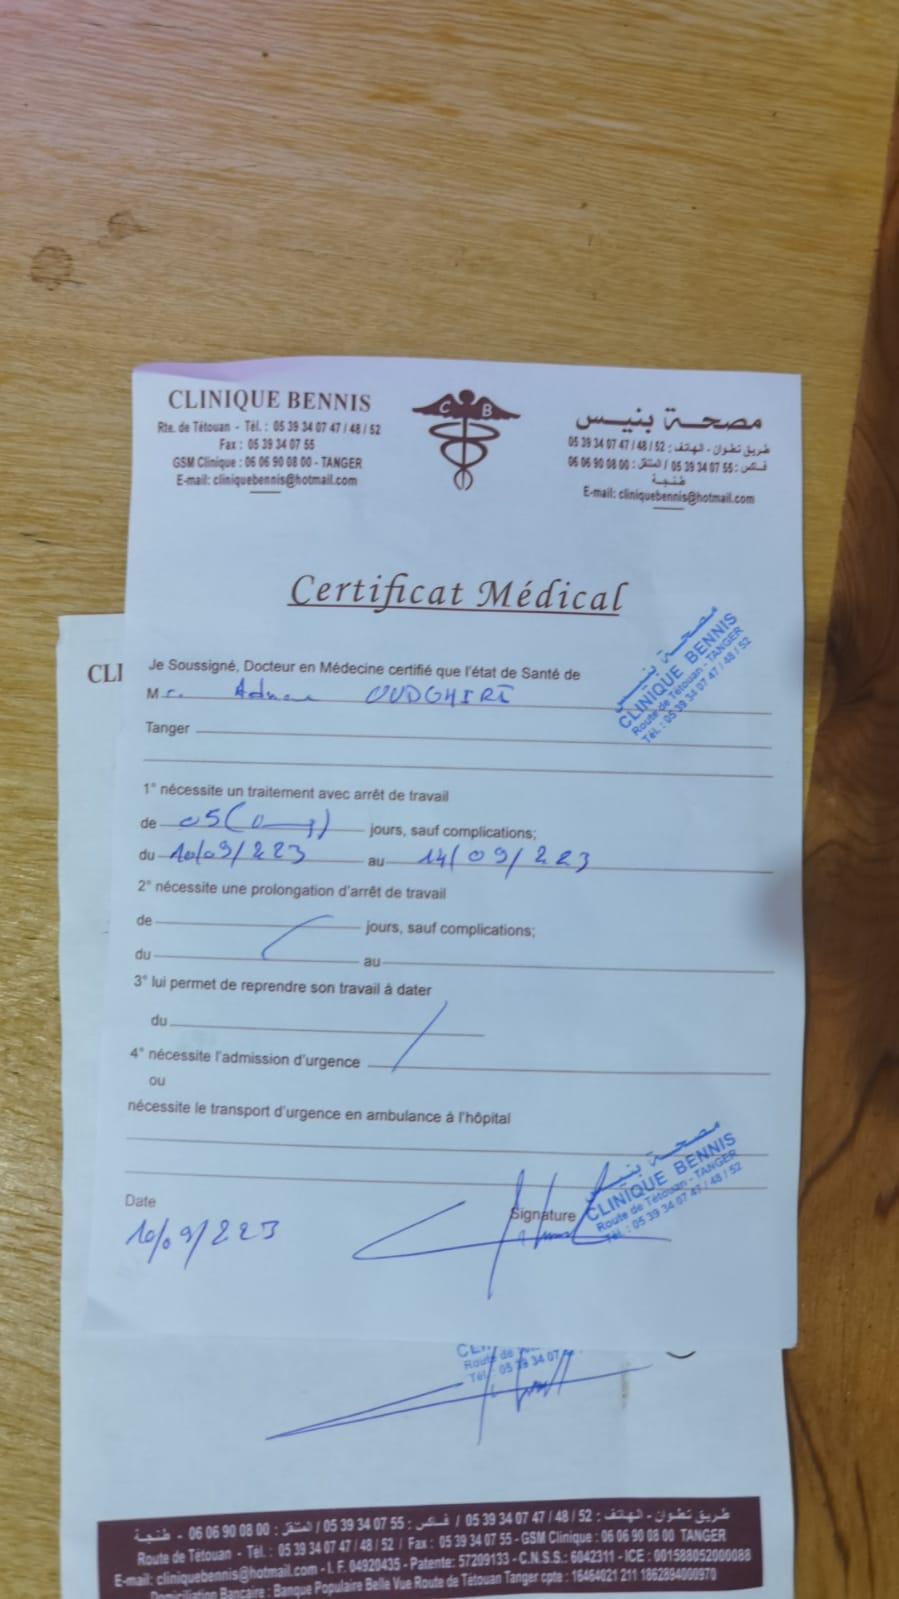 CLINIQUE BENNIS
Rte. de Tétouan - Tél. : 05 39 34 07 47 / 48 / 52
Fax : 05 39 34 07 55
GSM Clinique : 06 06 90 08 00 - TANGER
E-mail: cliniquebennis@hotmail.com
C B
مصحة بنيس
طريق تطوان - الهاتف : 52 / 48 / 47 07 34 39 05
فاكس : 55 07 34 39 05 / المتنقل : 00 08 90 06 06
طنجة
E-mail: cliniquebennis@hotmail.com
Certificat Médical
مصحة بنيس
CLINIQUE BENNIS
Route de Tétouan - TANGER
Tél. : 05 39 34 07 47 / 48 / 52
CLI
Je Soussigné, Docteur en Médecine certifié que l'état de Santé de
Mr. Adnan OUDGHIRI
Tanger
1° nécessite un traitement avec arrêt de travail
de 05 ( ) jours, sauf complications;
du 10/09/223 au 14/09/223
2° nécessite une prolongation d'arrêt de travail
de jours, sauf complications;
du au
3° lui permet de reprendre son travail à dater
du
4° nécessite l'admission d'urgence
ou
nécessite le transport d'urgence en ambulance à l'hôpital
Date
10/09/223
Signature
مصحة بنيس
CLINIQUE BENNIS
Route de Tétouan - TANGER
Tél. : 05 39 34 07 47 / 48 / 52
Route de
Tél. : 05 39 34 07
طريق تطوان - الهاتف : 52 / 48 / 47 07 34 39 05 / فاكس : 55 07 34 39 05 / المتنقل : 00 08 90 06 06 - طنجة
Route de Tétouan - Tél. : 05 39 34 07 47 / 48 / 52 / Fax : 05 39 34 07 55 - GSM Clinique : 06 06 90 08 00 TANGER
E-mail: cliniquebennis@hotmail.com - I. F. 04920435 - Patente: 57209133 - C.N.S.S.: 6042311 - ICE : 001588052000088
Domiciliation Bancaire : Banque Populaire Belle Vue Route de Tétouan Tanger cpte : 16464021 211 1862894000970